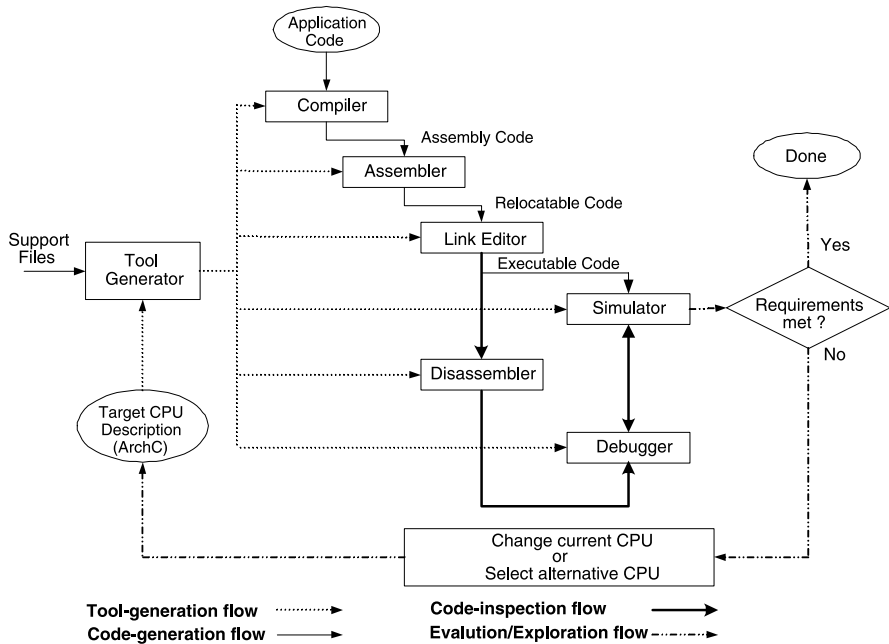 Application
Code
Compiler
Assembly Code
Assembler
Done
Relocatable Code
Support
Files
Tool
Generator
Link Editor
Yes
Executable Code
Simulator
Requirements
met ?
No
Disassembler
Target CPU
Description
(ArchC)
Debugger
Change current CPU
or
Select alternative CPU
Tool-generation flow
Code-inspection flow
Code-generation flow
Evalution/Exploration flow